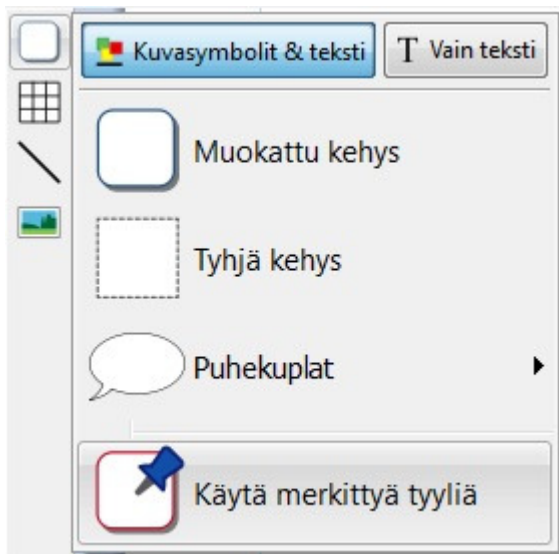 Kuvasymbolit & teksti
T Vain teksti
Muokattu kehys
Tyhjä kehys
Puhekuplat
Käytä merkittyä tyyliä